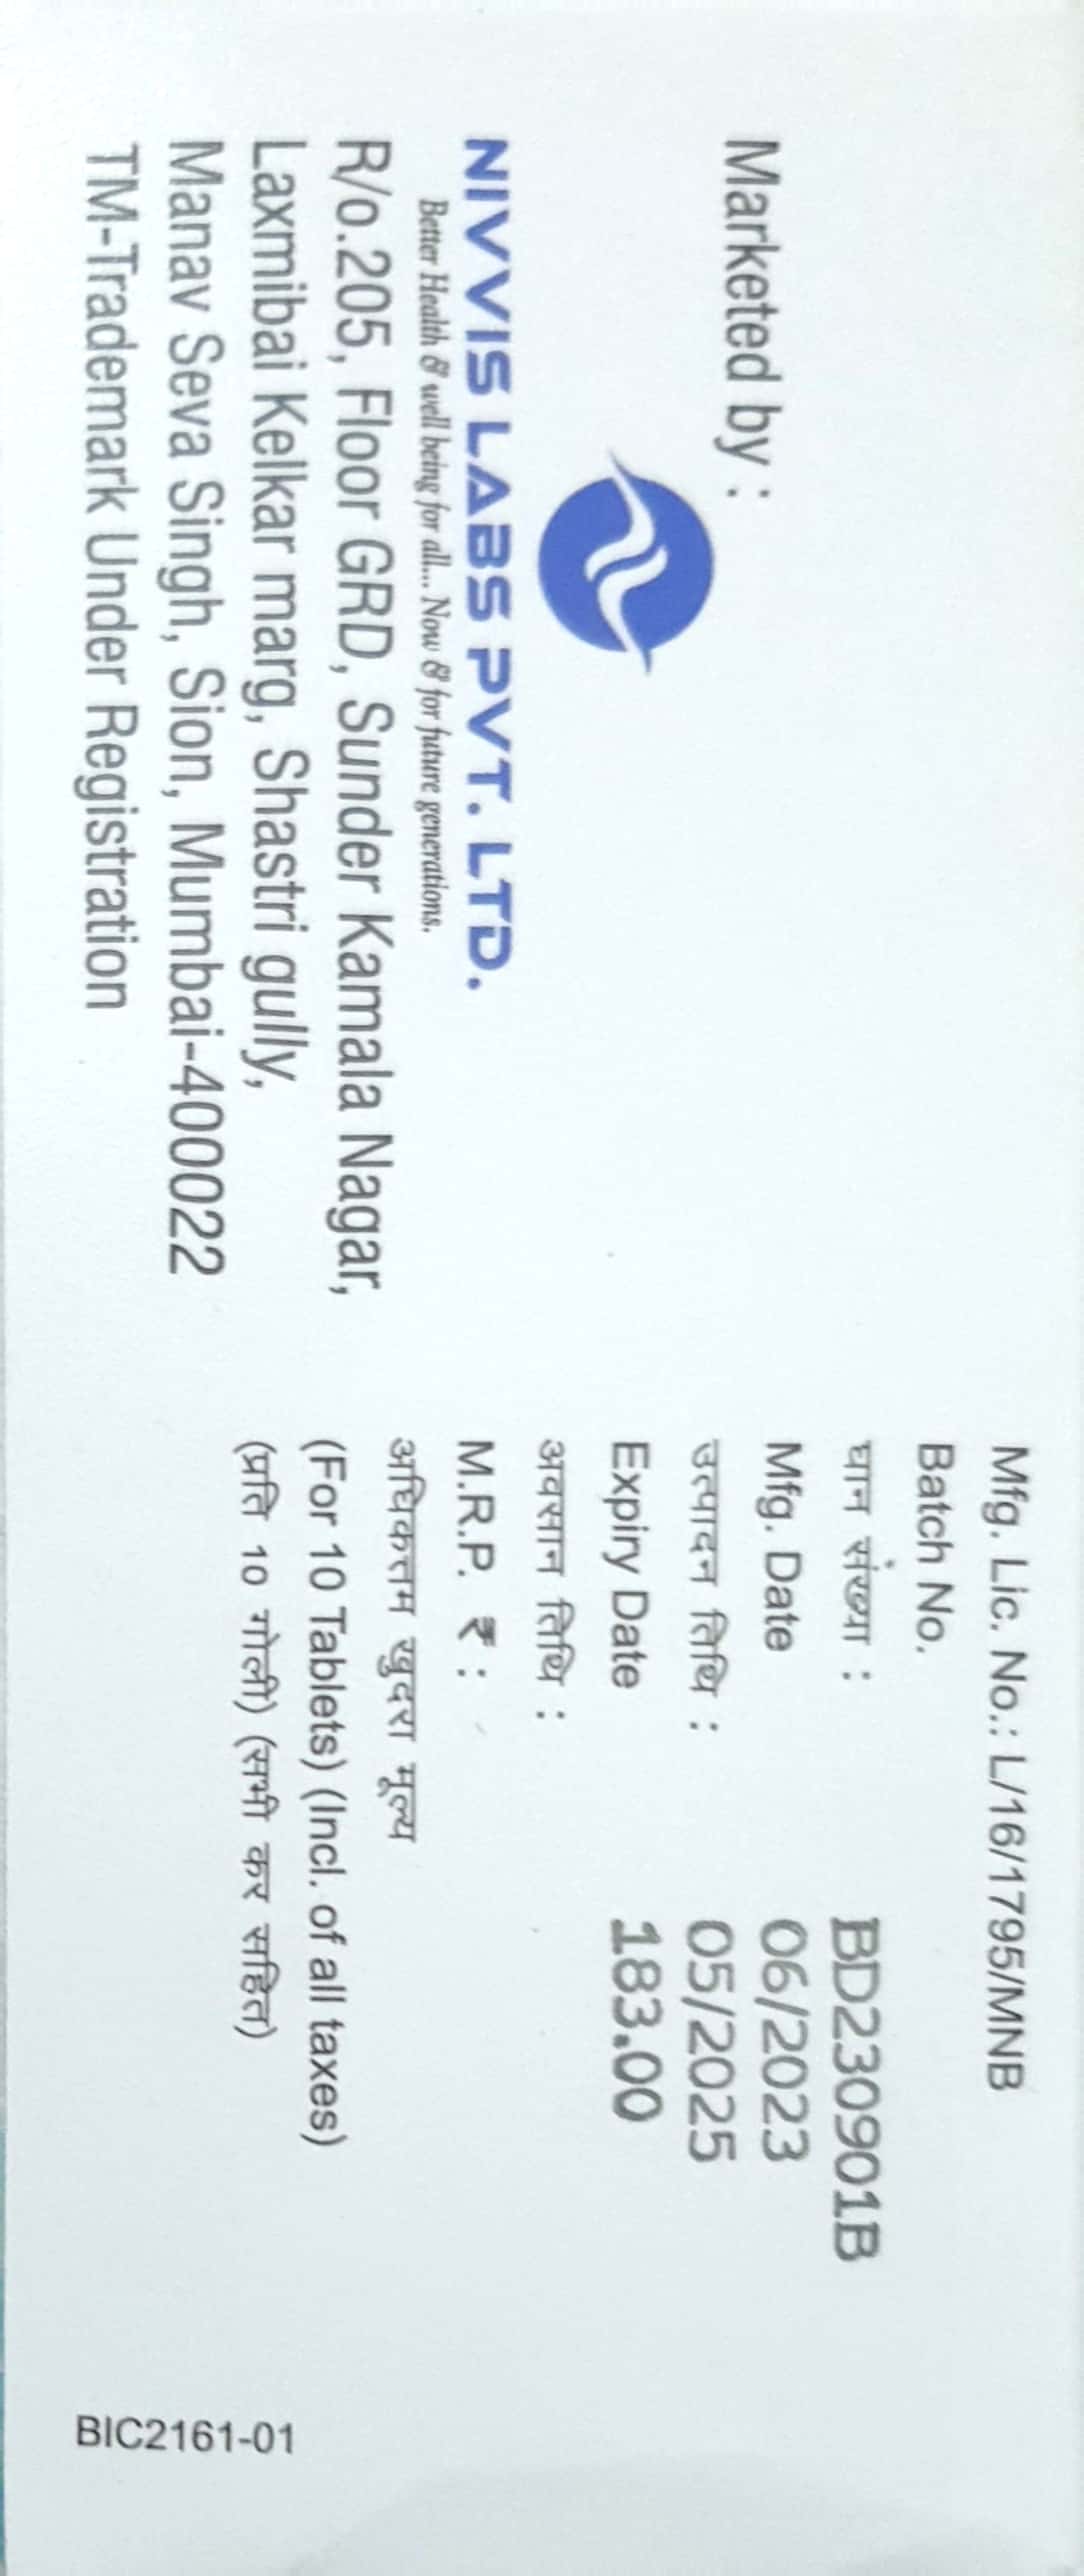 Marketed by :
NIVVIS LABS PVT. LTD.
Better Health & well being for all... Now & for future generations.
R/o.205, Floor GRD, Sunder Kamala Nagar,
Laxmibai Kelkar marg, Shastri gully,
Manav Seva Singh, Sion, Mumbai-400022
TM-Trademark Under Registration
Mfg. Lic. No.: L/16/1795/MNB
Batch No.
घान संख्या : BD230901B
Mfg. Date 06/2023
उत्पादन तिथि : 05/2025
Expiry Date 183.00
अवसान तिथि :
M.R.P. ₹ :
अधिकत्तम खुदरा मूल्य
(For 10 Tablets) (Incl. of all taxes)
(प्रति 10 गोली) (सभी कर सहित)
BIC2161-01